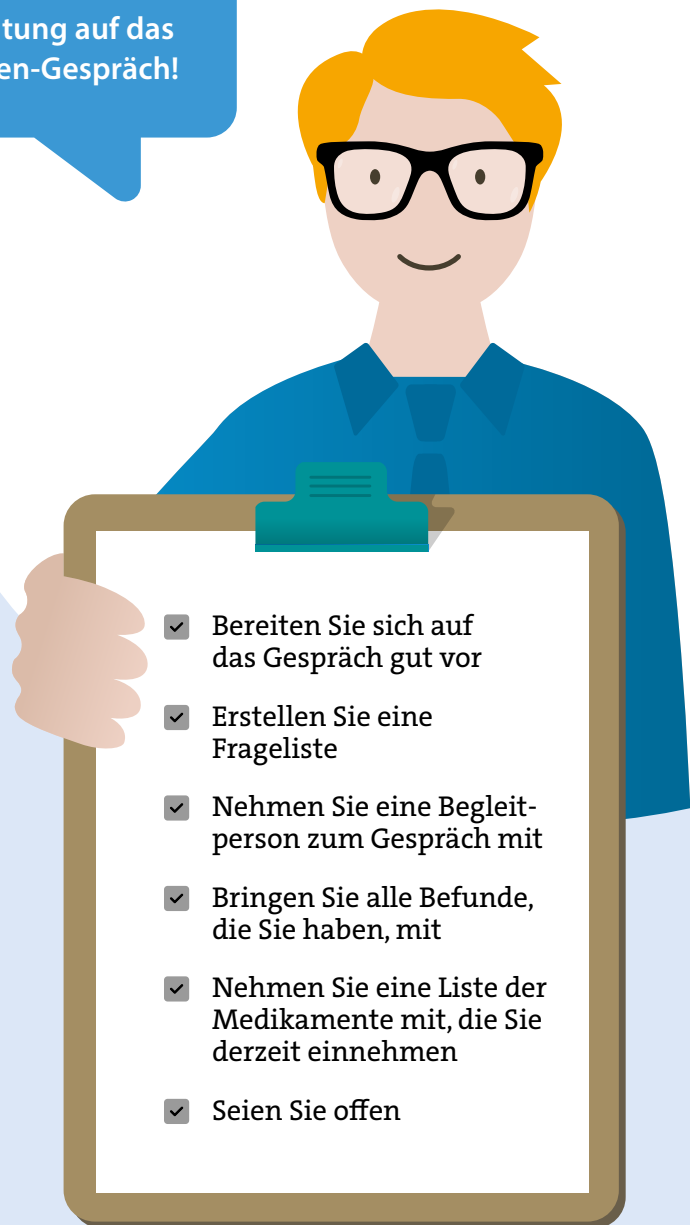 tung auf das
en-Gespräch!
Bereiten Sie sich auf
das Gespräch gut vor
Erstellen Sie eine
Frageliste
Nehmen Sie eine Begleit-
person zum Gespräch mit
Bringen Sie alle Befunde,
die Sie haben, mit
Nehmen Sie eine Liste der
Medikamente mit, die Sie
derzeit einnehmen
Seien Sie offen